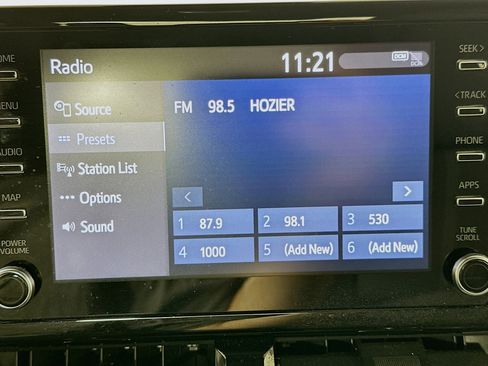 Radio
11:21
DCM
Source
FM 98.5 HOZIER
Presets
Station List
Options
Sound
< >
1 87.9
2 98.1
3 530
4 1000
5 (Add New)
6 (Add New)
HOME
MENU
AUDIO
MAP
POWER
VOLUME
SEEK >
< TRACK
PHONE
APPS
TUNE
SCROLL